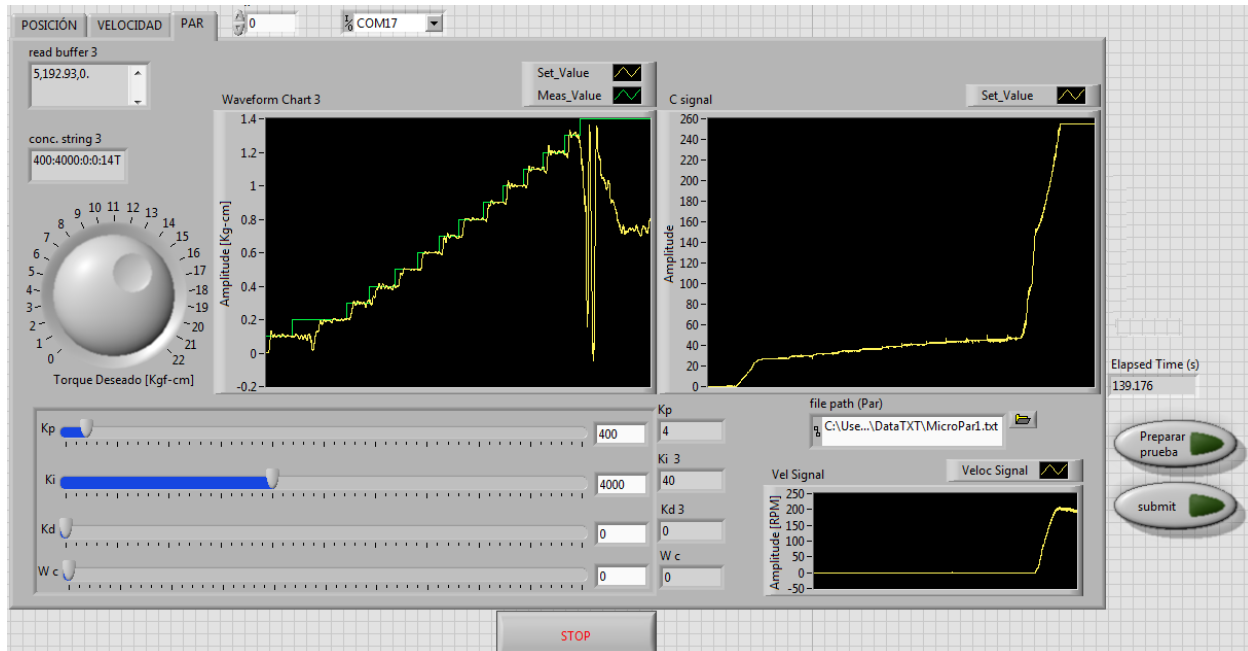 POSICIÓN VELOCIDAD PAR
0
COM17
read buffer 3
5,192.93,0.
conc. string 3
400:4000:0:0:14T
0 1 2 3 4 5 6 7 8 9 10 11 12 13 14 15 16 17 18 19 20 21 22
Torque Deseado [Kgf-cm]
Waveform Chart 3
Set_Value
Meas_Value
Amplitude [Kg-cm]
1.4
1.2
1
0.8
0.6
0.4
0.2
0
-0.2
C signal
Set_Value
Amplitude
260
240
220
200
180
160
140
120
100
80
60
40
20
0
Elapsed Time (s)
139.176
Kp 400
Ki 4000
Kd 0
W c 0
Kp
4
Ki 3
40
Kd 3
0
W c
0
file path (Par)
C:\Use...\DataTXT\MicroPar1.txt
Vel Signal
Veloc Signal
Amplitude [RPM]
250
200
150
100
50
0
-50
Preparar
prueba
submit
STOP